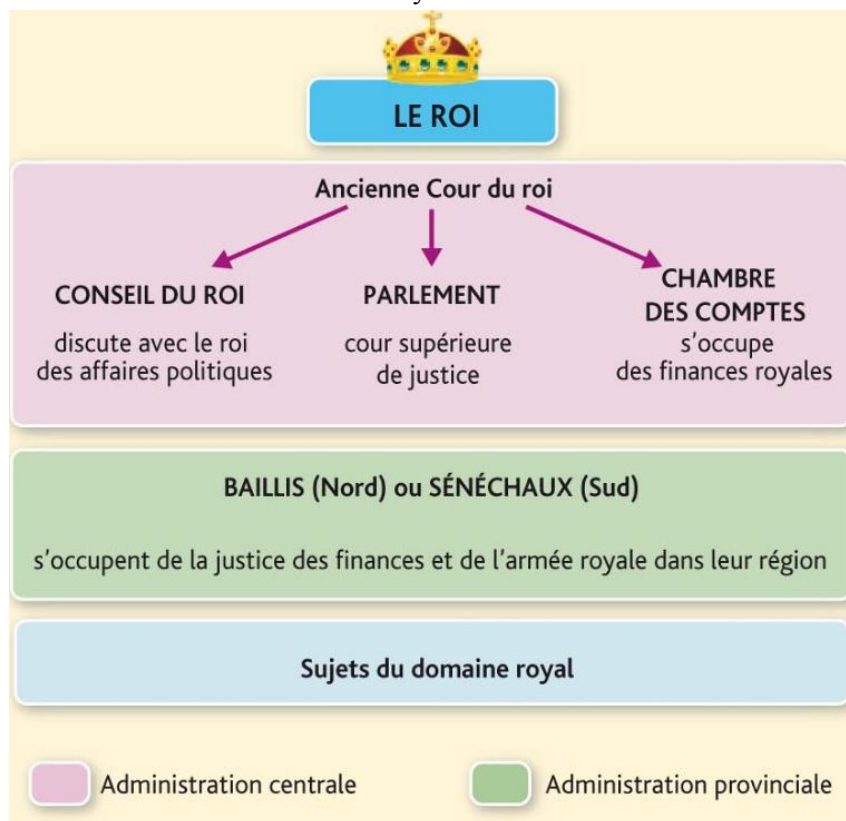 LE ROI
Ancienne Cour du roi
CONSEIL DU ROI
discute avec le roi
des affaires politiques
PARLEMENT
cour supérieure
de justice
CHAMBRE
DES COMPTES
s'occupe
des finances royales
BAILLIS (Nord) ou SÉNÉCHAUX (Sud)
s'occupent de la justice des finances et de l'armée royale dans leur région
Sujets du domaine royal
Administration centrale
Administration provinciale